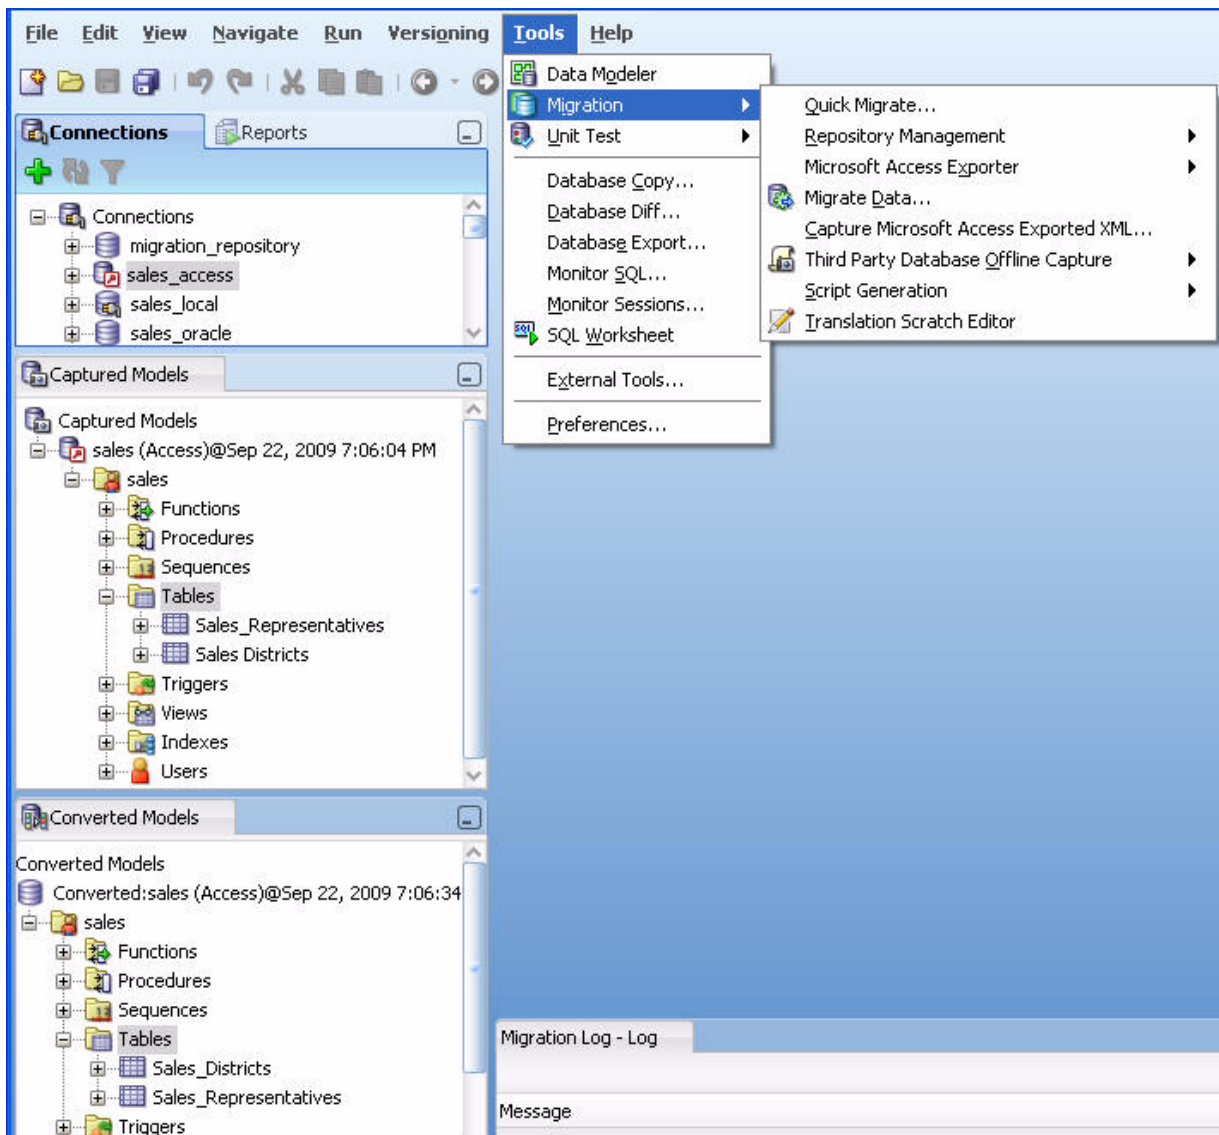 File Edit View Navigate Run Versioning Tools Help
Connections Reports
Connections
migration_repository
sales_access
sales_local
sales_oracle
Data Modeler
Migration
Unit Test
Database Copy...
Database Diff...
Database Export...
Monitor SQL...
Monitor Sessions...
SQL Worksheet
External Tools...
Preferences...
Quick Migrate...
Repository Management
Microsoft Access Exporter
Migrate Data...
Capture Microsoft Access Exported XML...
Third Party Database Offline Capture
Script Generation
Translation Scratch Editor
Captured Models
Captured Models
sales (Access)@Sep 22, 2009 7:06:04 PM
sales
Functions
Procedures
Sequences
Tables
Sales_Representatives
Sales Districts
Triggers
Views
Indexes
Users
Converted Models
Converted Models
Converted:sales (Access)@Sep 22, 2009 7:06:34
sales
Functions
Procedures
Sequences
Tables
Sales_Districts
Sales_Representatives
Triggers
Migration Log - Log
Message